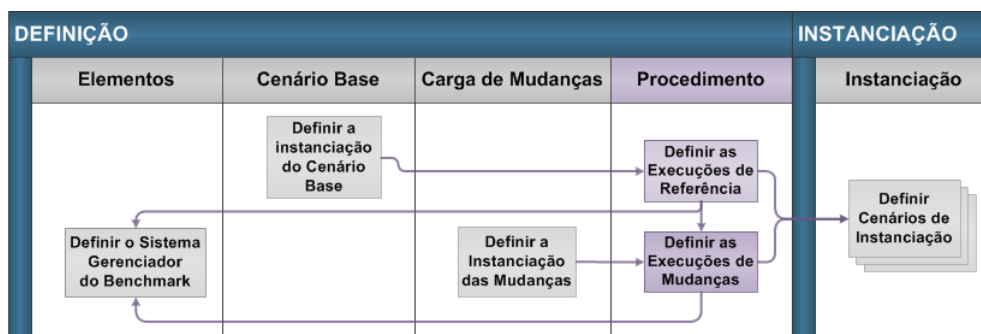 DEFINIÇÃO
INSTANCIAÇÃO
Elementos
Cenário Base
Carga de Mudanças
Procedimento
Instanciação
Definir a
instanciação
do Cenário
Base
Definir as
Execuções de
Referência
Definir
Cenários de
Instanciação
Definir o Sistema
Gerenciador
do Benchmark
Definir a
Instanciação
das Mudanças
Definir as
Execuções de
Mudanças